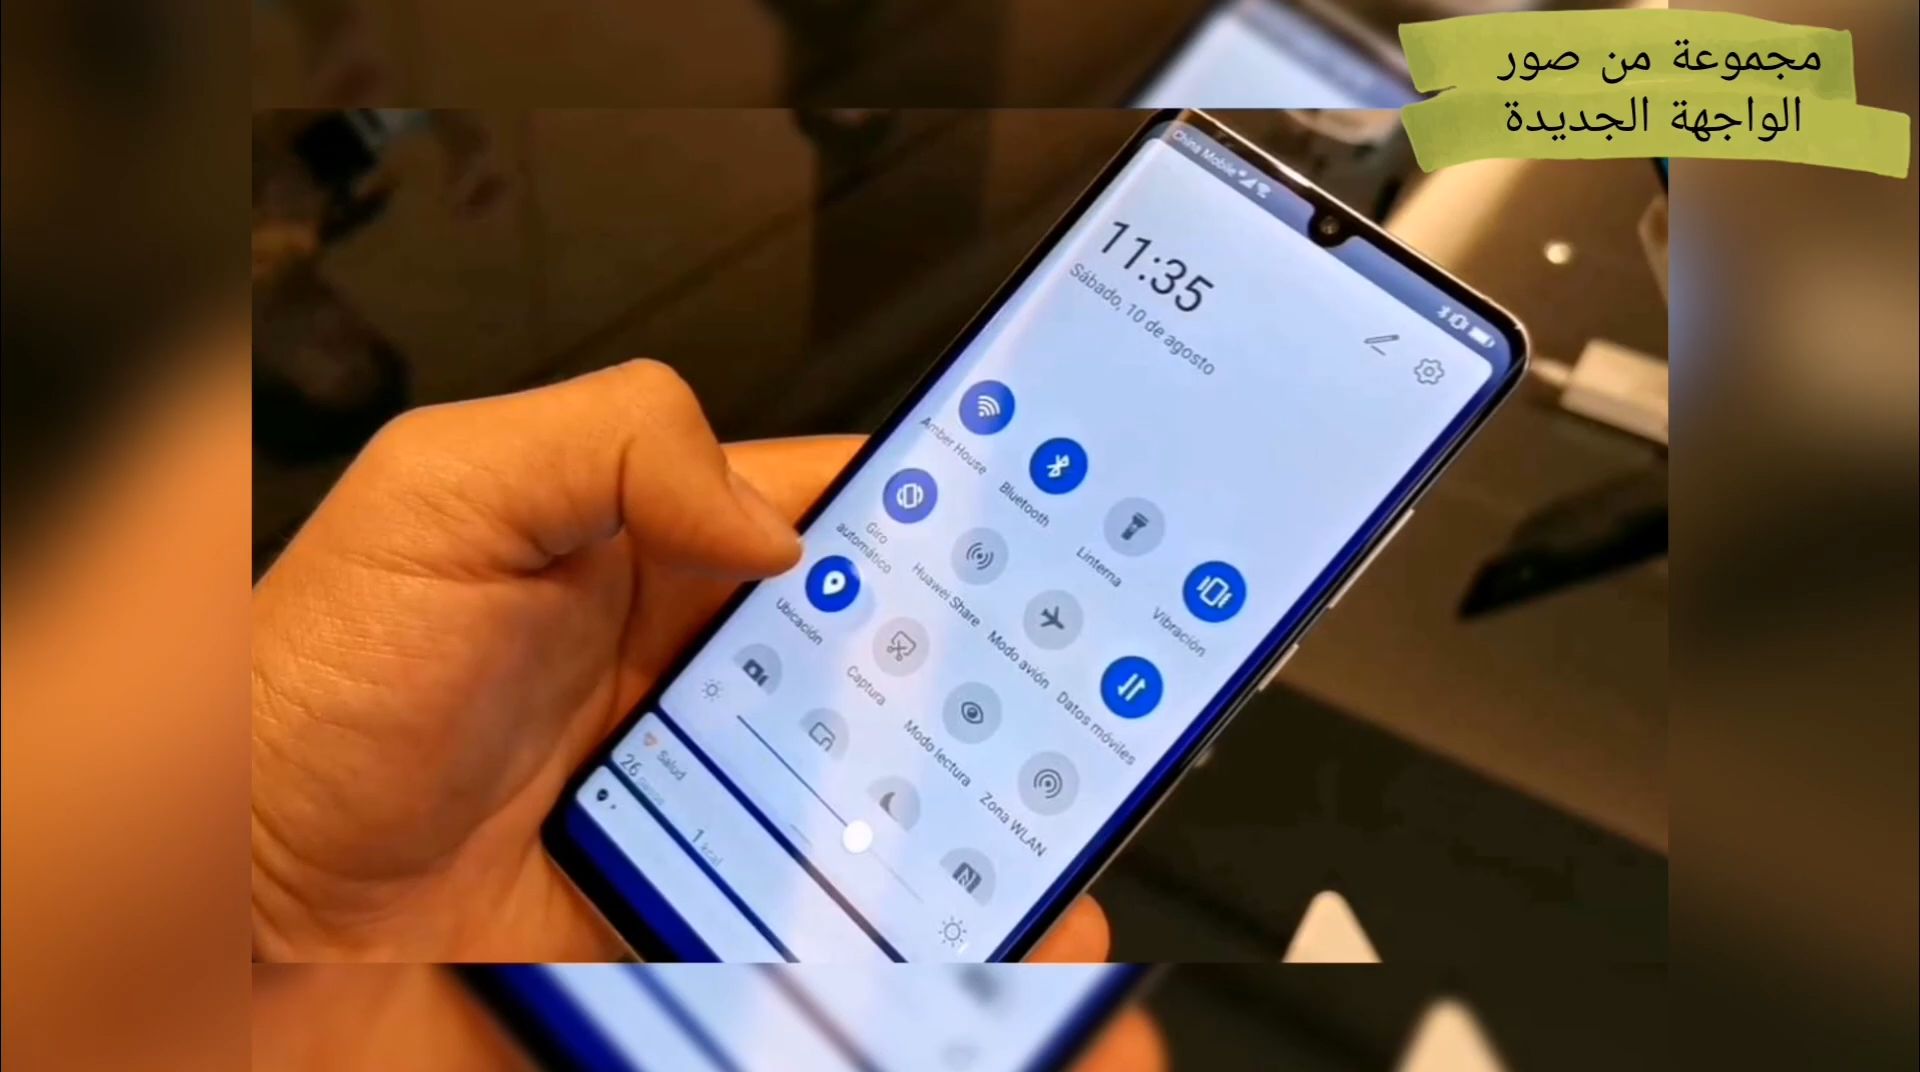 مجموعة من صور
الواجهة الجديدة
China Mobile
11:35
Sábado, 10 de agosto
Amber House
Bluetooth
Linterna
Vibración
Giro
automático
Huawei Share
Modo avión
Datos móviles
Ubicación
Captura
Modo lectura
Zona WLAN
Salud
26 pasos
1 kcal